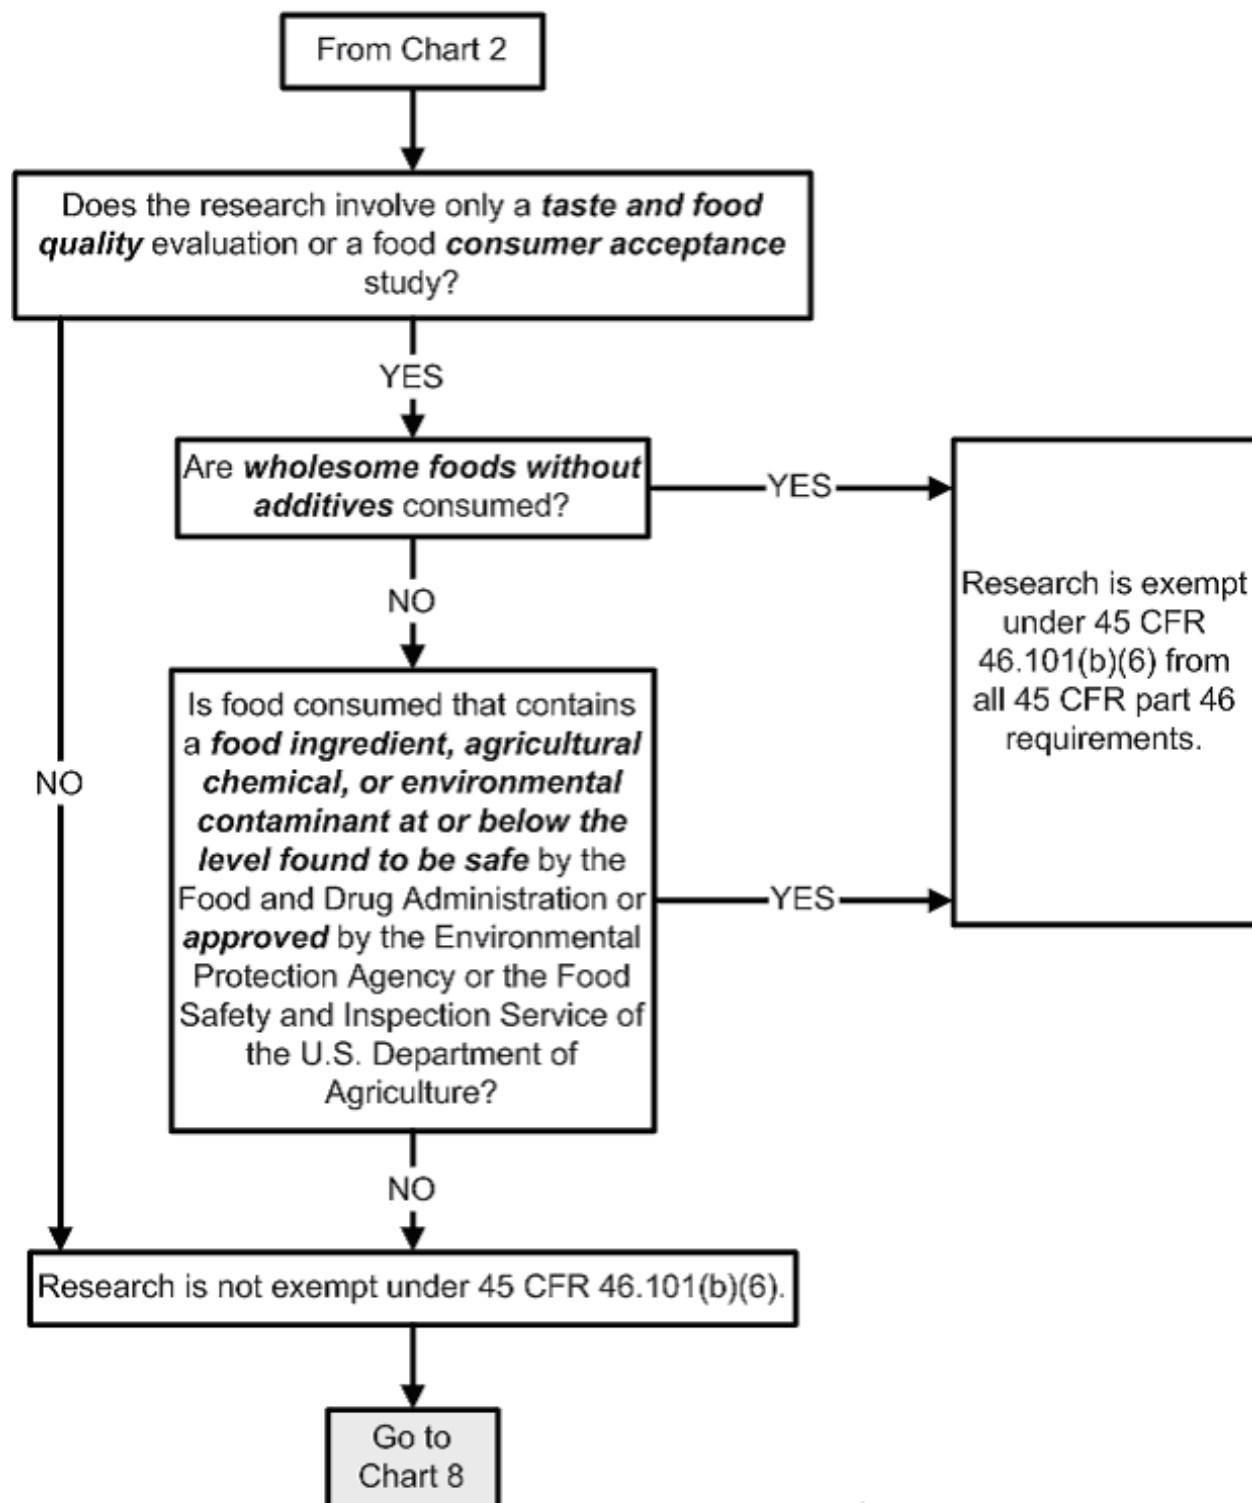 From Chart 2
Does the research involve only a taste and food
quality evaluation or a food consumer acceptance
study?
YES
Are wholesome foods without
additives consumed?
YES
NO
Is food consumed that contains
a food ingredient, agricultural
chemical, or environmental
contaminant at or below the
level found to be safe by the
Food and Drug Administration or
approved by the Environmental
Protection Agency or the Food
Safety and Inspection Service of
the U.S. Department of
Agriculture?
YES
Research is exempt
under 45 CFR
46.101(b)(6) from
all 45 CFR part 46
requirements.
NO
NO
Research is not exempt under 45 CFR 46.101(b)(6).
Go to
Chart 8